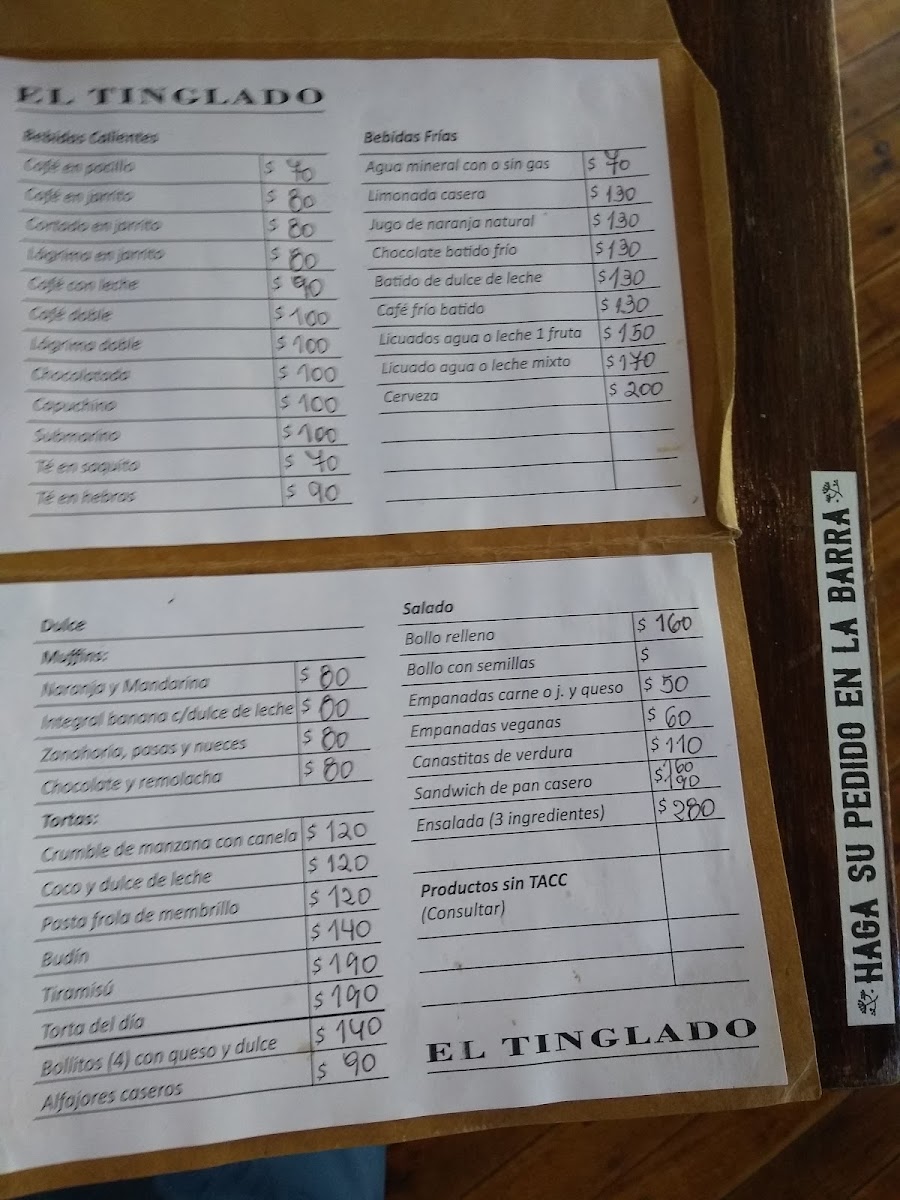 EL TINGLADO
Bebidas Calientes
Café en pocillo $ 70
Café en jarrito $ 80
Cortado en jarrito $ 80
Lágrima en jarrito $ 80
Café con leche $ 90
Café doble $ 100
Lágrima doble $ 100
Chocolatada $ 100
Capuchino $ 100
Submarino $ 100
Té en saquito $ 70
Té en hebras $ 90
Bebidas Frías
Agua mineral con o sin gas $ 70
Limonada casera $ 130
Jugo de naranja natural $ 130
Chocolate batido frío $ 130
Batido de dulce de leche $ 130
Café frío batido $ 130
Licuados agua o leche 1 fruta $ 150
Licuado agua o leche mixto $ 170
Cerveza $ 200
Dulce
Muffins:
Naranja y Mandarina $ 80
Integral banana c/dulce de leche $ 80
Zanahoria, pasas y nueces $ 80
Chocolate y remolacha $ 80
Tortas:
Crumble de manzana con canela $ 120
Coco y dulce de leche $ 120
Pasta frola de membrillo $ 120
Budín $ 140
Tiramisú $ 190
Torta del día $ 190
Bollitos (4) con queso y dulce $ 140
Alfajores caseros $ 90
Salado
Bollo relleno $ 160
Bollo con semillas $
Empanadas carne o j. y queso $ 50
Empanadas veganas $ 60
Canastitas de verdura $ 110
Sandwich de pan casero $ 160 190
Ensalada (3 ingredientes) $ 280
Productos sin TACC
(Consultar)
EL TINGLADO
HAGA SU PEDIDO EN LA BARRA